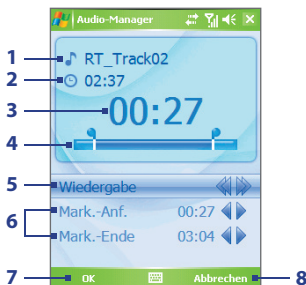 Audio-Manager
1 RT_Track02
2 02:37
3 00:27
4
5 Wiedergabe
6 Mark.-Anf. 00:27
Mark.-Ende 03:04
7 OK Abbrechen 8